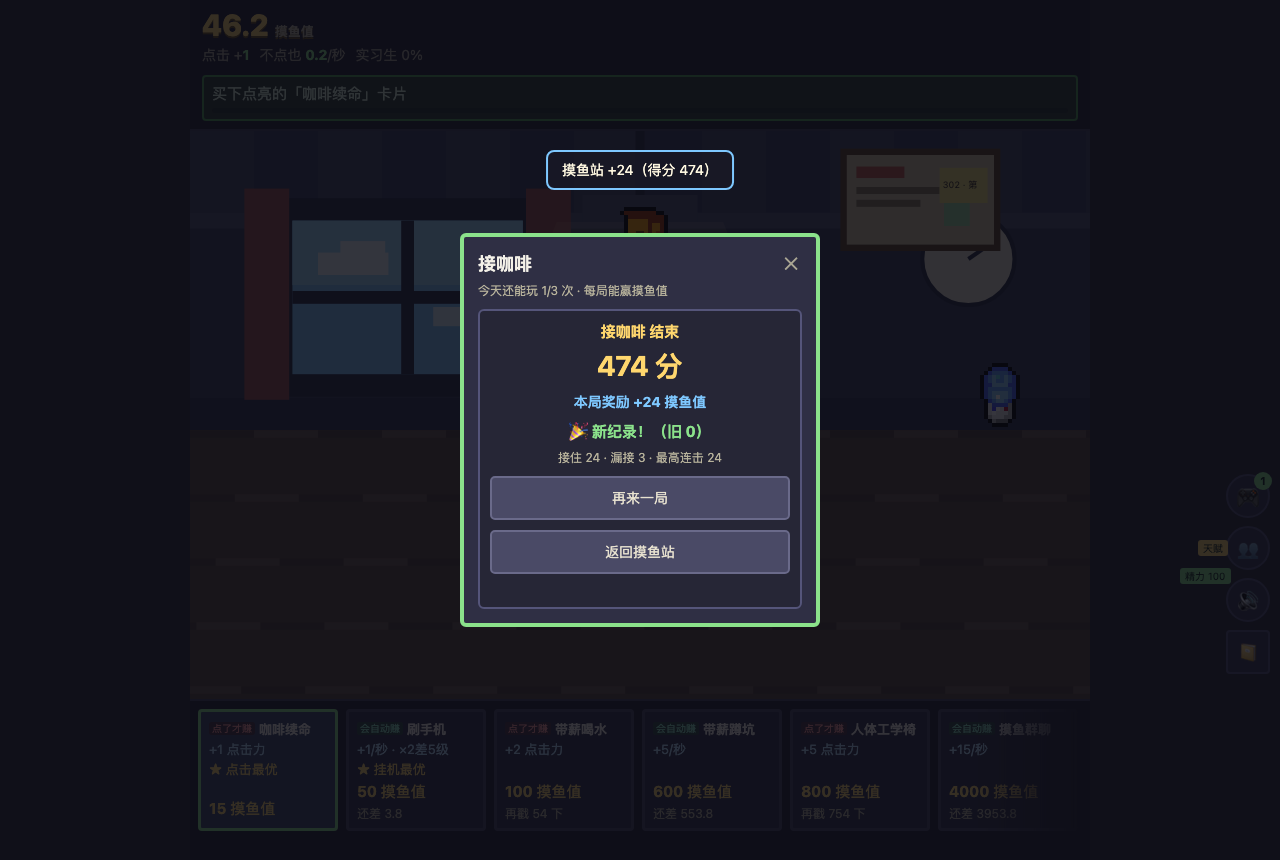 46.2 摸鱼值
点击 +1 不点也 0.2/秒 实习生 0%
买下点亮的「咖啡续命」卡片
摸鱼站 +24（得分 474）
302 · 第
接咖啡
今天还能玩 1/3 次 · 每局能赢摸鱼值
接咖啡 结束
474 分
本局奖励 +24 摸鱼值
🎉 新纪录！（旧 0）
接住 24 · 漏接 3 · 最高连击 24
再来一局
返回摸鱼站
1
天赋
精力 100
点了才赚 咖啡续命
+1 点击力
★ 点击最优
15 摸鱼值
会自动赚 刷手机
+1/秒 · ×2差5级
★ 挂机最优
50 摸鱼值
还差 3.8
点了才赚 带薪喝水
+2 点击力
100 摸鱼值
再戳 54 下
会自动赚 带薪蹲坑
+5/秒
600 摸鱼值
还差 553.8
点了才赚 人体工学椅
+5 点击力
800 摸鱼值
再戳 754 下
会自动赚 摸鱼群聊
+15/秒
4000 摸鱼值
还差 3953.8